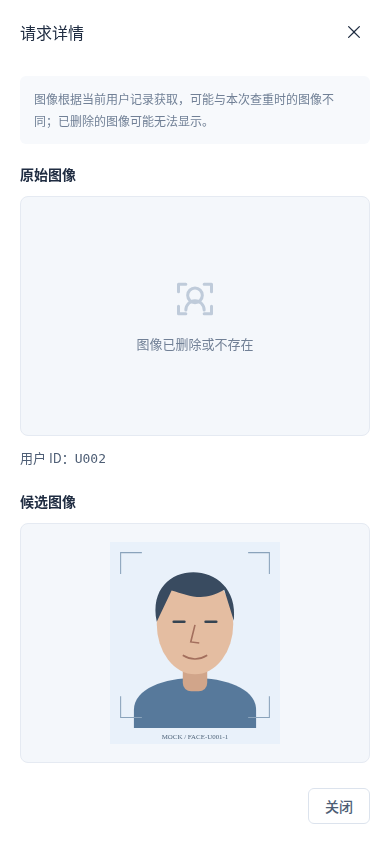 请求详情
图像根据当前用户记录获取，可能与本次查重时的图像不
同；已删除的图像可能无法显示。
原始图像
图像已删除或不存在
用户 ID：U002
候选图像
MOCK / FACE-U001-1
关闭